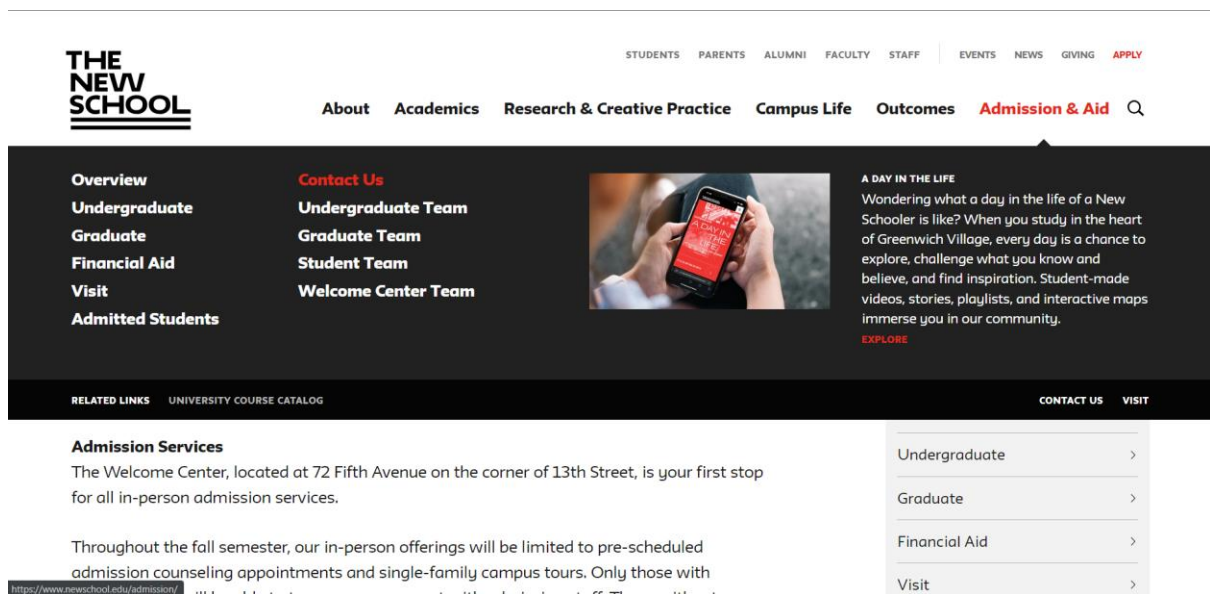 THE
NEW
SCHOOL
STUDENTS PARENTS ALUMNI FACULTY STAFF EVENTS NEWS GIVING APPLY
About Academics Research & Creative Practice Campus Life Outcomes Admission & Aid
Overview
Undergraduate
Graduate
Financial Aid
Visit
Admitted Students
Contact Us
Undergraduate Team
Graduate Team
Student Team
Welcome Center Team
A DAY IN
THE
LIFE
A DAY IN THE LIFE
Wondering what a day in the life of a New
Schooler is like? When you study in the heart
of Greenwich Village, every day is a chance to
explore, challenge what you know and
believe, and find inspiration. Student-made
videos, stories, playlists, and interactive maps
immerse you in our community.
EXPLORE
RELATED LINKS UNIVERSITY COURSE CATALOG CONTACT US VISIT
Admission Services
The Welcome Center, located at 72 Fifth Avenue on the corner of 13th Street, is your first stop
for all in-person admission services.
Throughout the fall semester, our in-person offerings will be limited to pre-scheduled
admission counseling appointments and single-family campus tours. Only those with
Undergraduate
Graduate
Financial Aid
Visit
https://www.newschool.edu/admission/